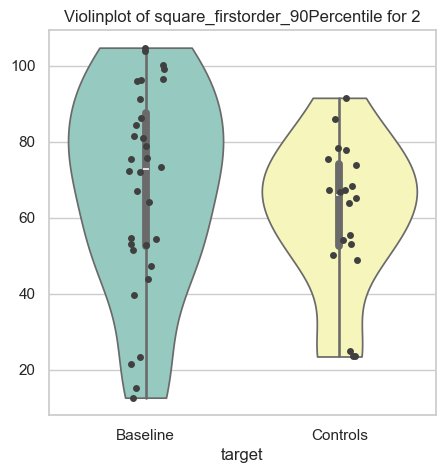 Violinplot of square_firstorder_90Percentile for 2
100
80
60
40
20
Baseline
Controls
target